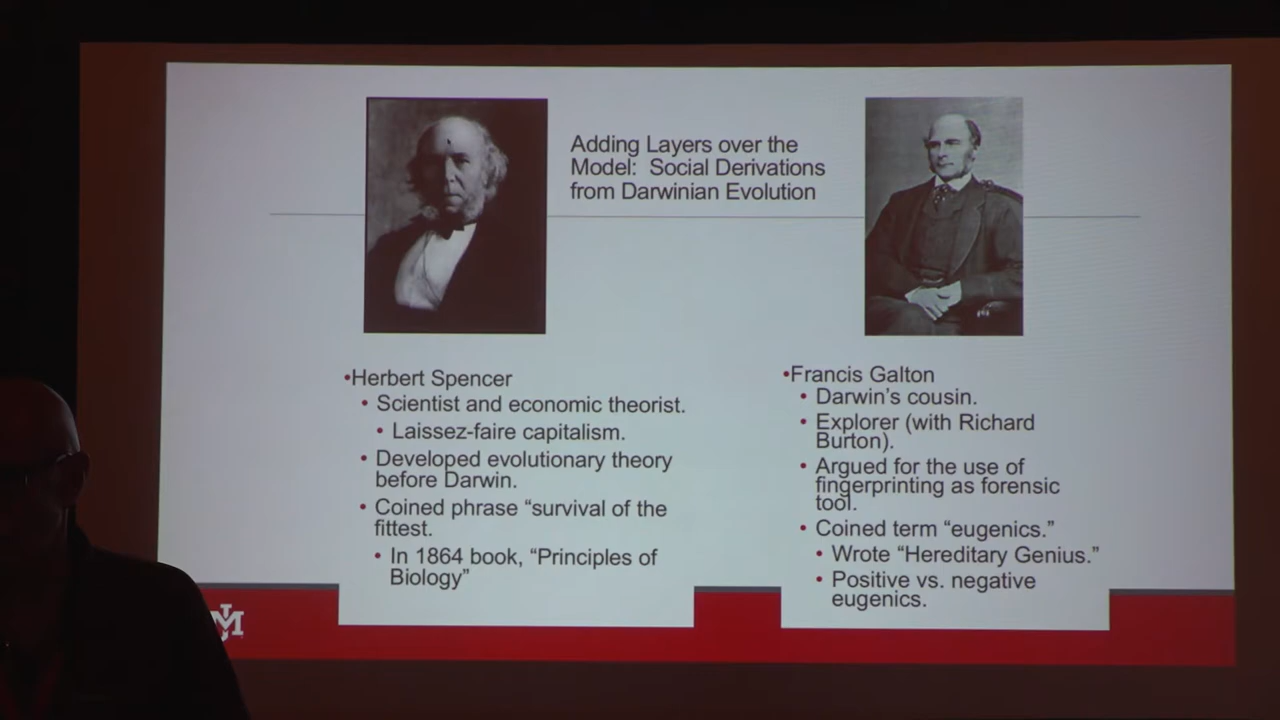 Adding Layers over the
Model: Social Derivations
from Darwinian Evolution
•Herbert Spencer
• Scientist and economic theorist.
• Laissez-faire capitalism.
• Developed evolutionary theory
before Darwin.
• Coined phrase “survival of the
fittest.
• In 1864 book, “Principles of
Biology”
•Francis Galton
• Darwin’s cousin.
• Explorer (with Richard
Burton).
• Argued for the use of
fingerprinting as forensic
tool.
• Coined term “eugenics.”
• Wrote “Hereditary Genius.”
• Positive vs. negative
eugenics.